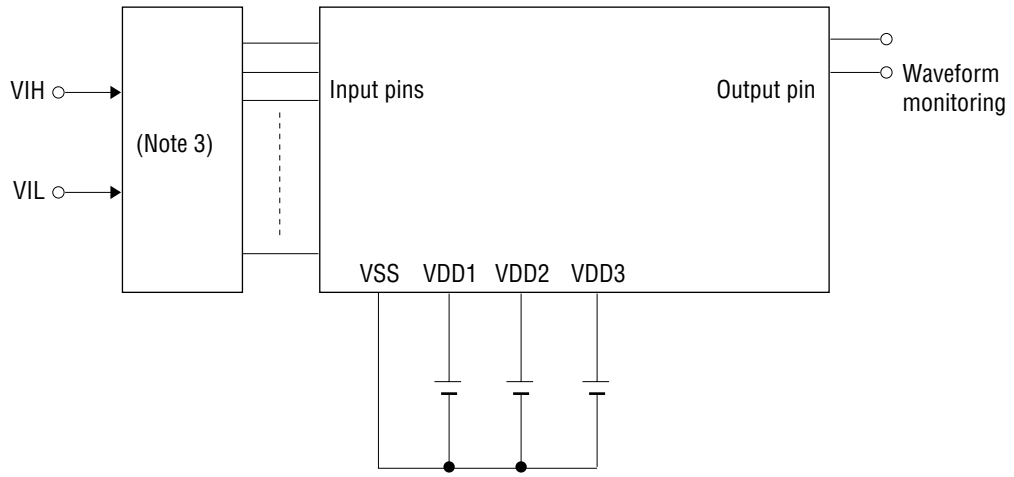 VIH
VIL
(Note 3)
Input pins
Output pin
Waveform
monitoring
VSS VDD1 VDD2 VDD3